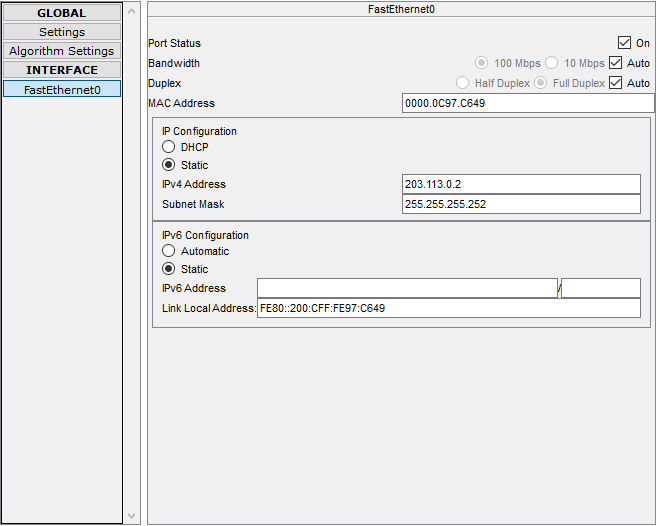 GLOBAL
Settings
Algorithm Settings
INTERFACE
FastEthernet0
FastEthernet0
Port Status
On
Bandwidth
100 Mbps
10 Mbps
Auto
Duplex
Half Duplex
Full Duplex
Auto
MAC Address
0000.0C97.C649
IP Configuration
DHCP
Static
IPv4 Address
203.113.0.2
Subnet Mask
255.255.255.252
IPv6 Configuration
Automatic
Static
IPv6 Address
/
Link Local Address:
FE80::200:CFF:FE97:C649